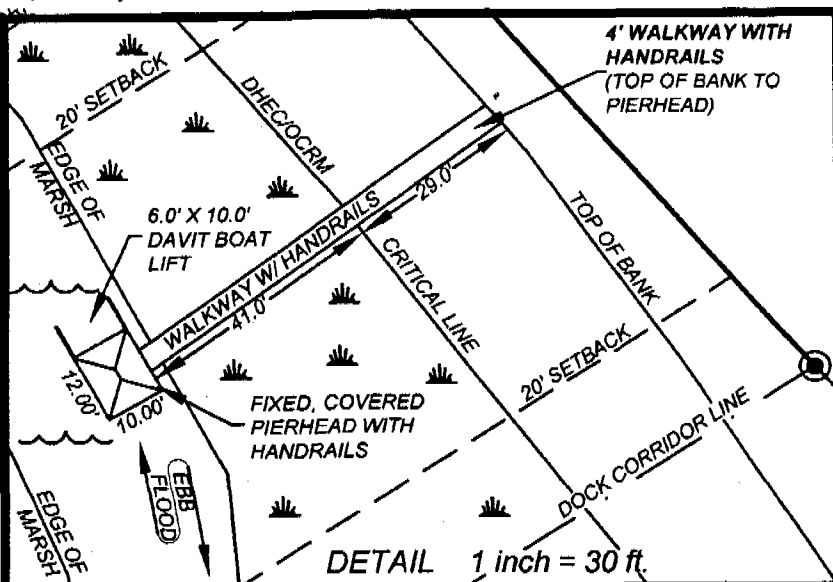 4' WALKWAY WITH
HANDRAILS
(TOP OF BANK TO
PIERHEAD)
20' SETBACK
DHEC/OCRM
EDGE OF
MARSH
6.0' X 10.0'
DAVIT BOAT
LIFT
WALKWAY W/ HANDRAILS
29.0'
41.0'
CRITICAL LINE
TOP OF BANK
20' SETBACK
12.00'
10.00'
FIXED, COVERED
PIERHEAD WITH
HANDRAILS
EBB
FLOOD
DOCK CORRIDOR LINE
EDGE OF
MARSH
DETAIL 1 inch = 30 ft.